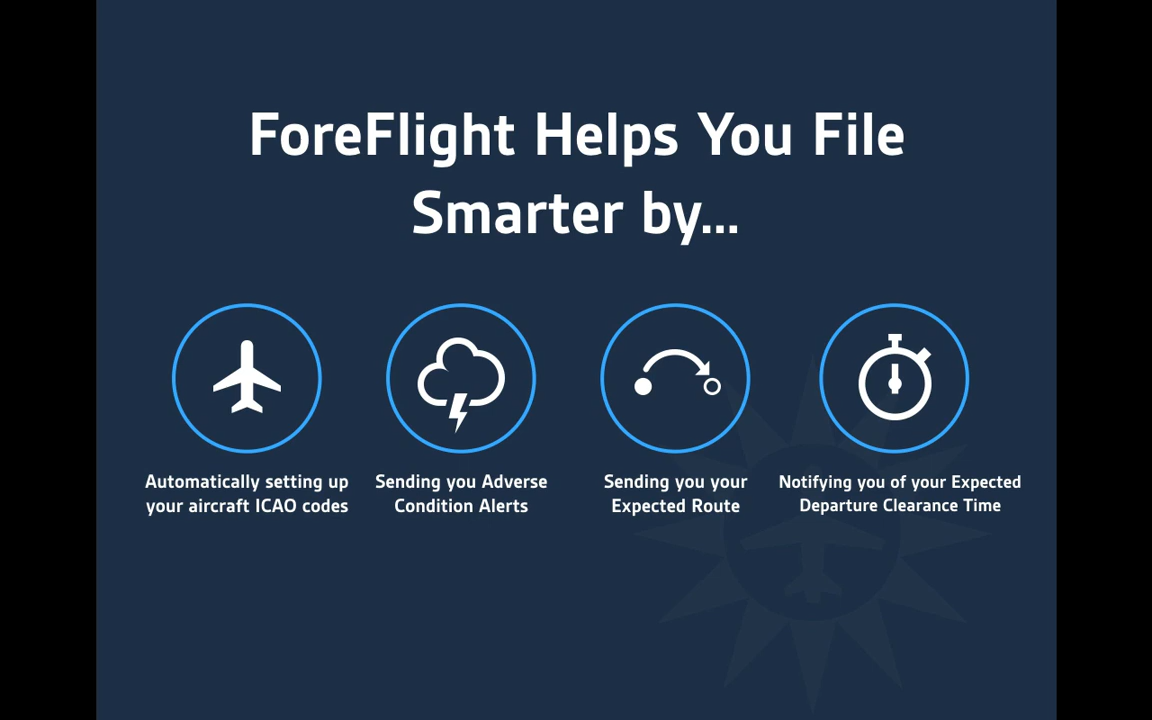 ForeFlight Helps You File
Smarter by...
Automatically setting up
your aircraft ICAO codes
Sending you Adverse
Condition Alerts
Sending you your
Expected Route
Notifying you of your Expected
Departure Clearance Time